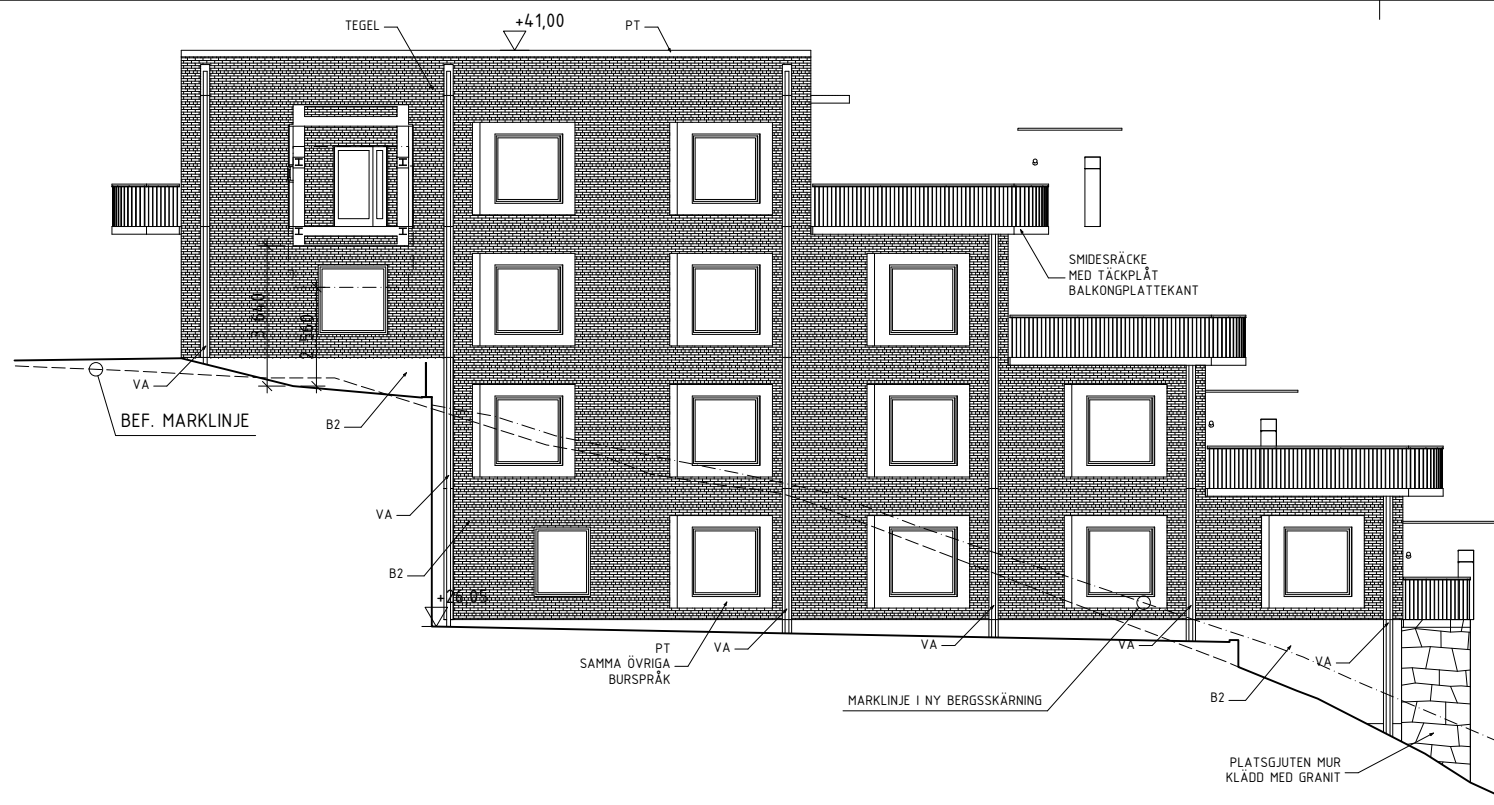 TEGEL
+41,00
PT
SMIDESRÄCKE
MED TÄCKPLÅT
BALKONGPLATTEKANT
3 640
2 560
VA
BEF. MARKLINJE
B2
VA
B2
+26,05
PT
SAMMA ÖVRIGA
BURSPRÅK
VA
VA
VA
VA
MARKLINJE I NY BERGSSKÄRNING
B2
PLATSGJUTEN MUR
KLÄDD MED GRANIT